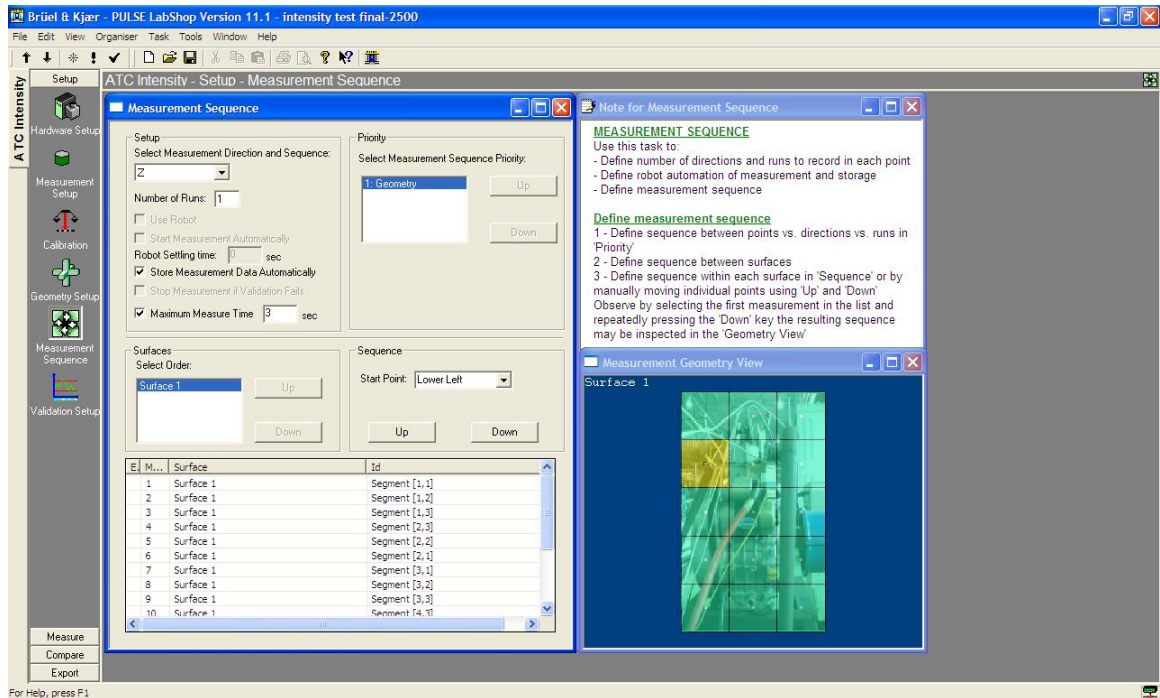 Brüel & Kjær - PULSE LabShop Version 11.1 - intensity test final-2500
File Edit View Organiser Task Tools Window Help
ATC Intensity
Setup
Hardware Setup
Measurement
Setup
Calibration
Geometry Setup
Measurement
Sequence
Validation Setup
Measure
Compare
Export
ATC Intensity - Setup - Measurement Sequence
Measurement Sequence
Setup
Select Measurement Direction and Sequence:
Z
Number of Runs: 1
Use Robot
Start Measurement Automatically
Robot Settling time: 0 sec
Store Measurement Data Automatically
Stop Measurement if Validation Fails
Maximum Measure Time 3 sec
Priority
Select Measurement Sequence Priority:
1: Geometry
Up
Down
Surfaces
Select Order:
Surface 1
Up
Down
Sequence
Start Point: Lower Left
Up Down
E. M... Surface Id
1 Surface 1 Segment [1,1]
2 Surface 1 Segment [1,2]
3 Surface 1 Segment [1,3]
4 Surface 1 Segment [2,3]
5 Surface 1 Segment [2,2]
6 Surface 1 Segment [2,1]
7 Surface 1 Segment [3,1]
8 Surface 1 Segment [3,2]
9 Surface 1 Segment [3,3]
10 Surface 1 Segment [4,3]
Note for Measurement Sequence
MEASUREMENT SEQUENCE
Use this task to:
- Define number of directions and runs to record in each point
- Define robot automation of measurement and storage
- Define measurement sequence
Define measurement sequence
1 - Define sequence between points vs. directions vs. runs in
'Priority'
2 - Define sequence between surfaces
3 - Define sequence within each surface in 'Sequence' or by
manually moving individual points using 'Up' and 'Down'
Observe by selecting the first measurement in the list and
repeatedly pressing the 'Down' key the resulting sequence
may be inspected in the 'Geometry View'
Measurement Geometry View
Surface 1
For Help, press F1